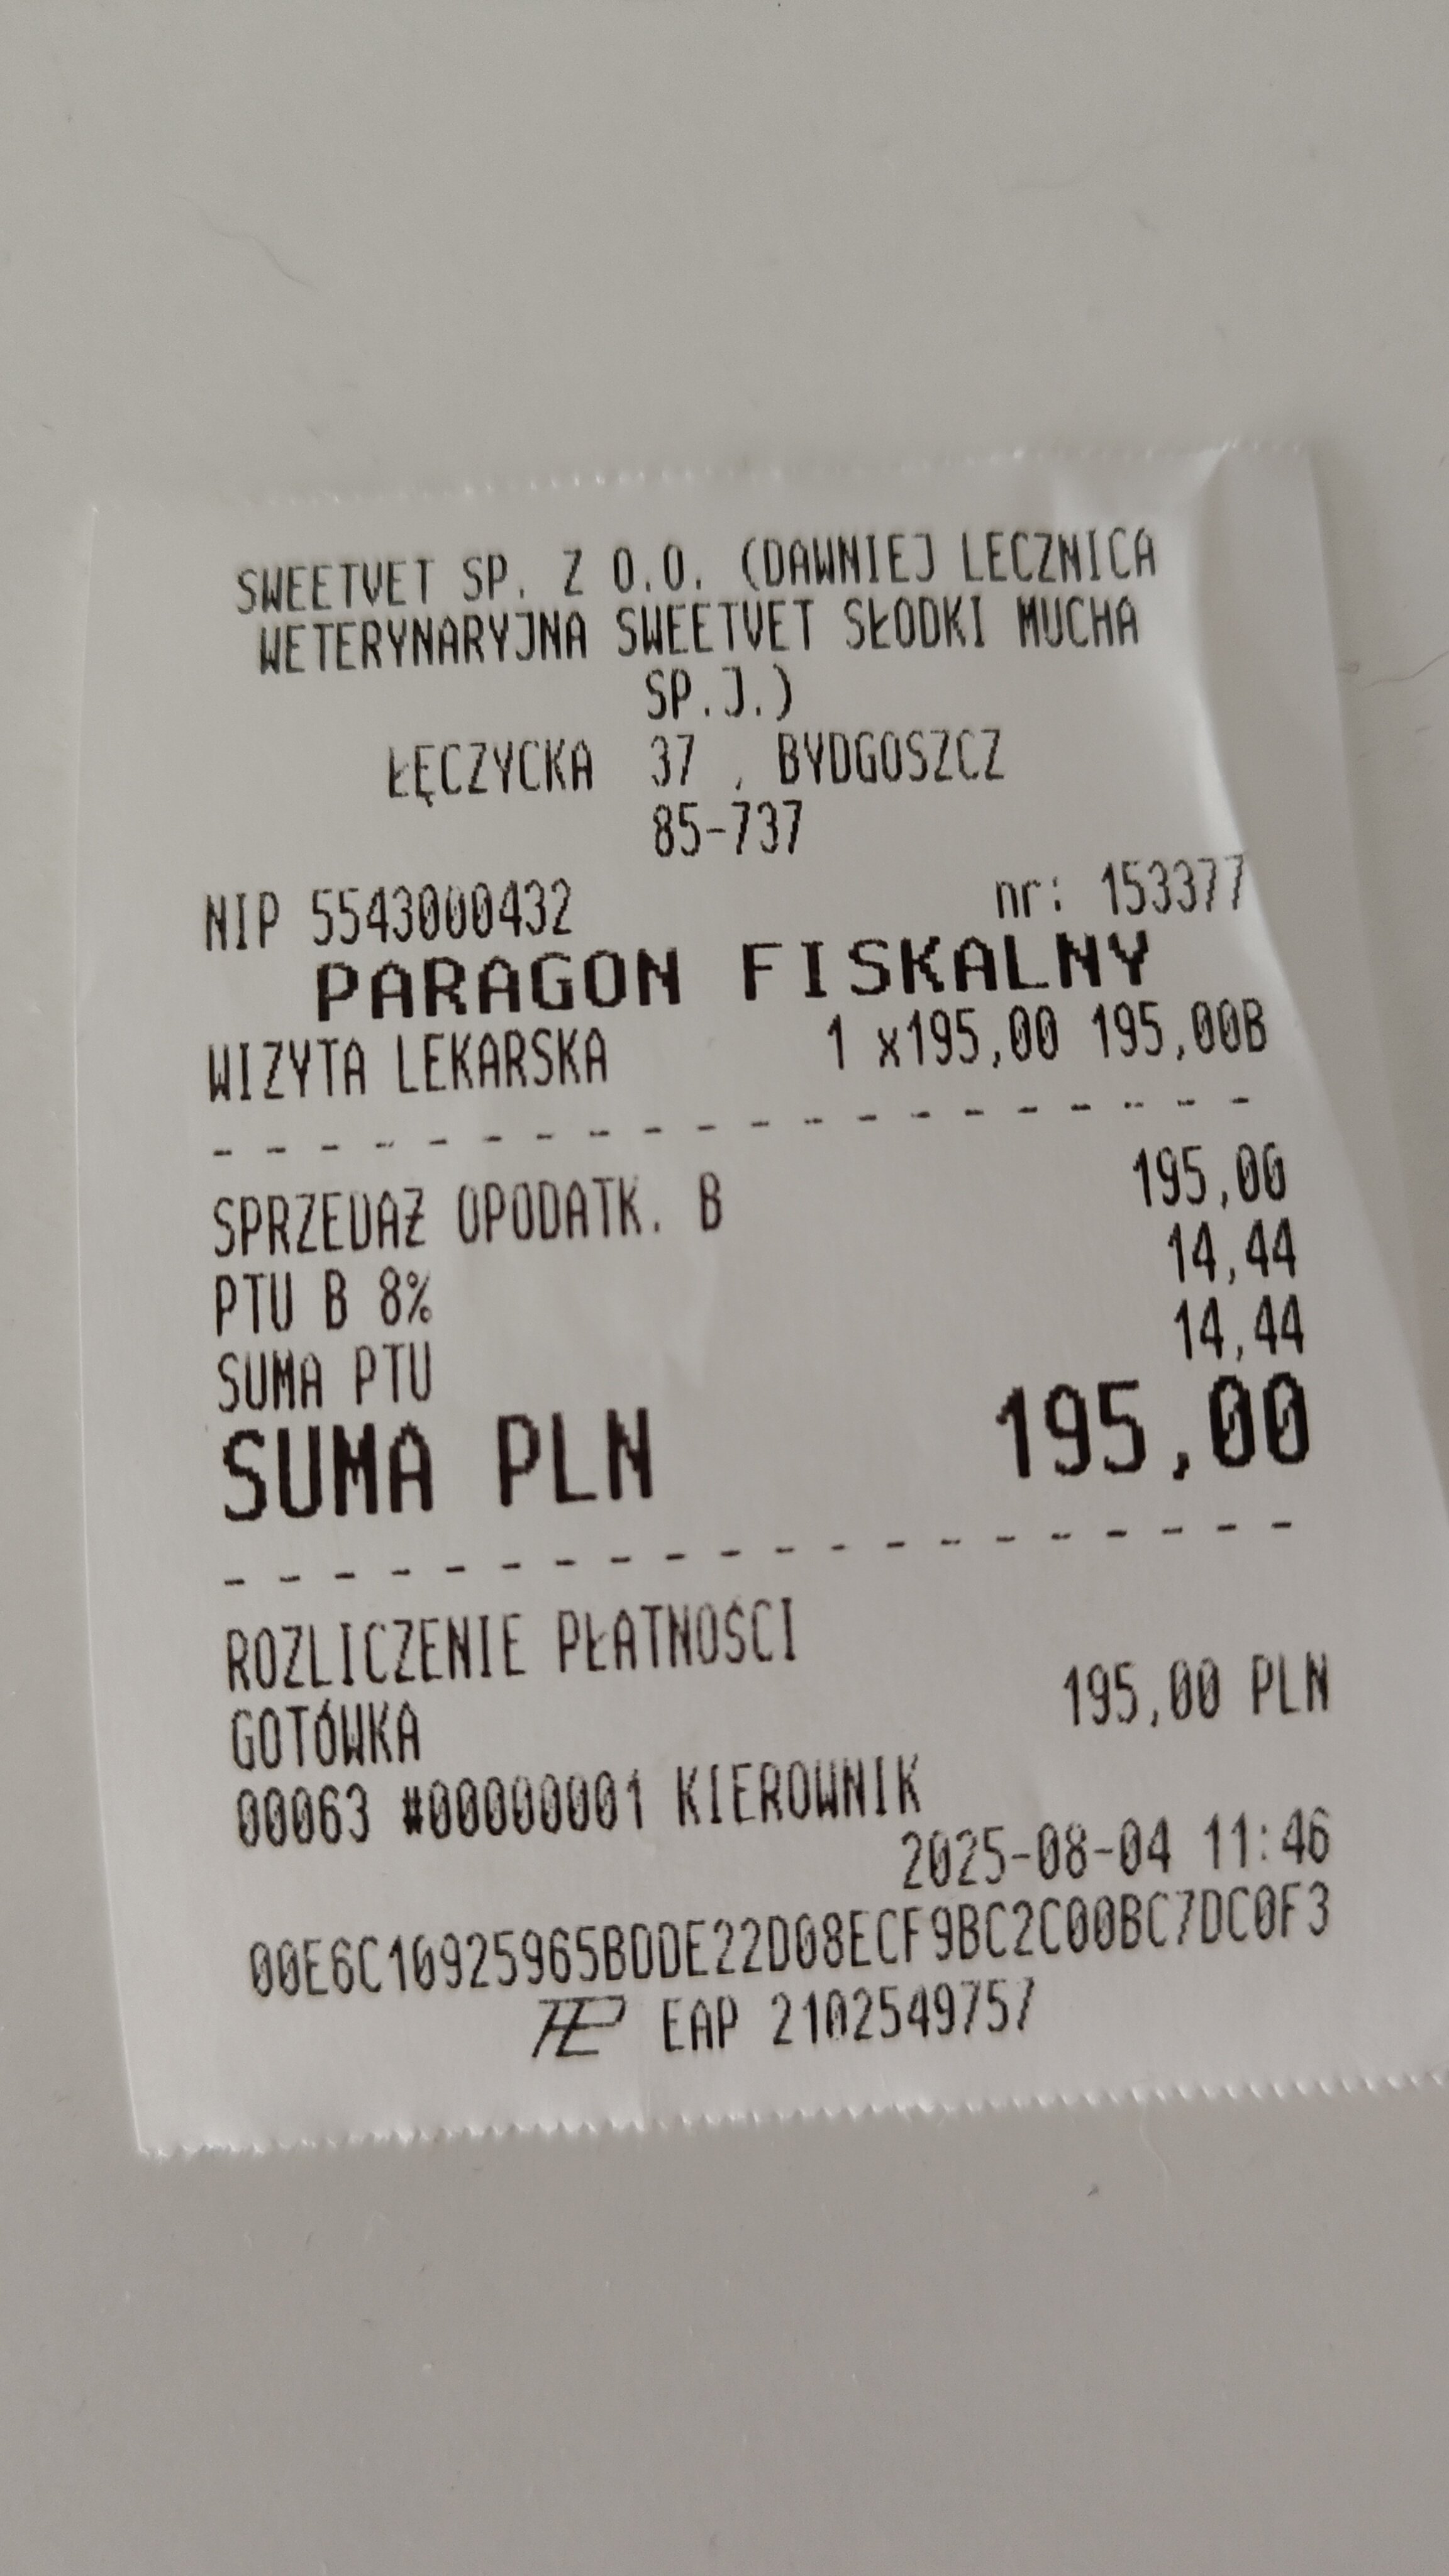 SWEETVET SP. Z O.O. (DAWNIEJ LECZNICA
WETERYNARYJNA SWEETVET SŁODKI MUCHA
SP.J.)
ŁĘCZYCKA 37 , BYDGOSZCZ
85-737
NIP 5543000432 nr: 153377
PARAGON FISKALNY
WIZYTA LEKARSKA 1 x195,00 195,00B
SPRZEDAŻ OPODATK. B 195,00
PTU B 8% 14,44
SUMA PTU 14,44
SUMA PLN 195,00
ROZLICZENIE PŁATNOŚCI
GOTÓWKA 195,00 PLN
00063 #00000001 KIEROWNIK
2025-08-04 11:46
00E6C10925965BDDE22D08ECF9BC2C00BC7DC0F3
EAP 2102549757